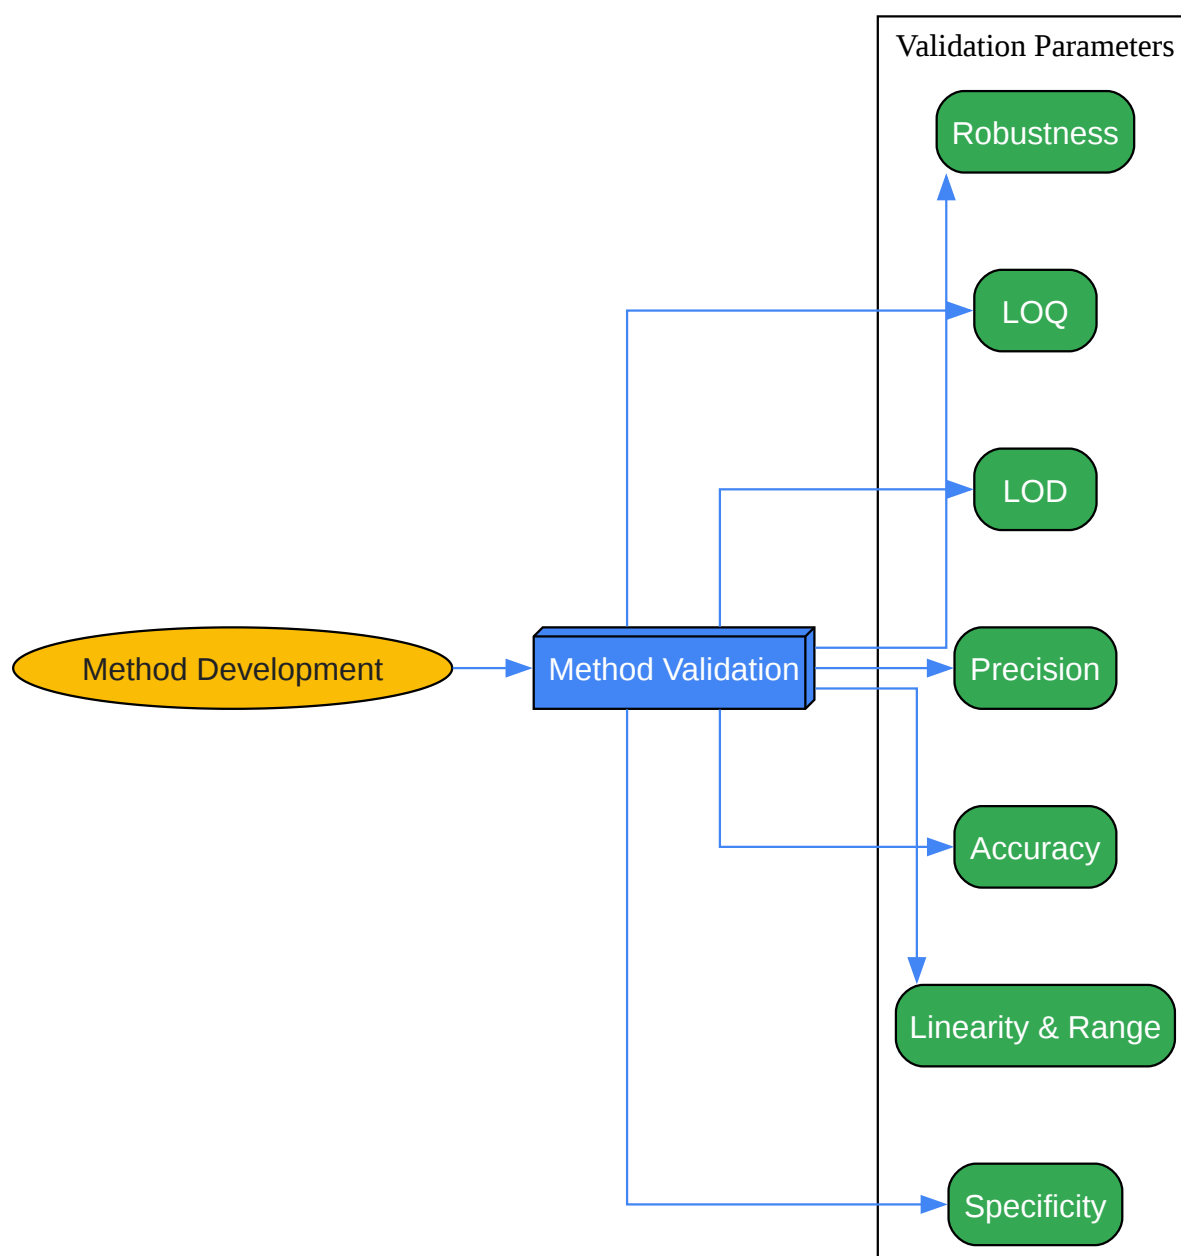 Validation Parameters
Robustness
LOQ
LOD
Method Development
Method Validation
Precision
Accuracy
Linearity & Range
Specificity